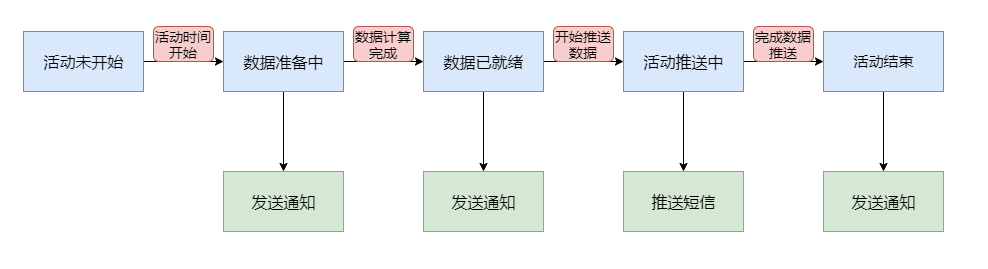 活动未开始
活动时间
开始
数据准备中
数据计算
完成
数据已就绪
开始推送
数据
活动推送中
完成数据
推送
活动结束
发送通知
发送通知
推送短信
发送通知